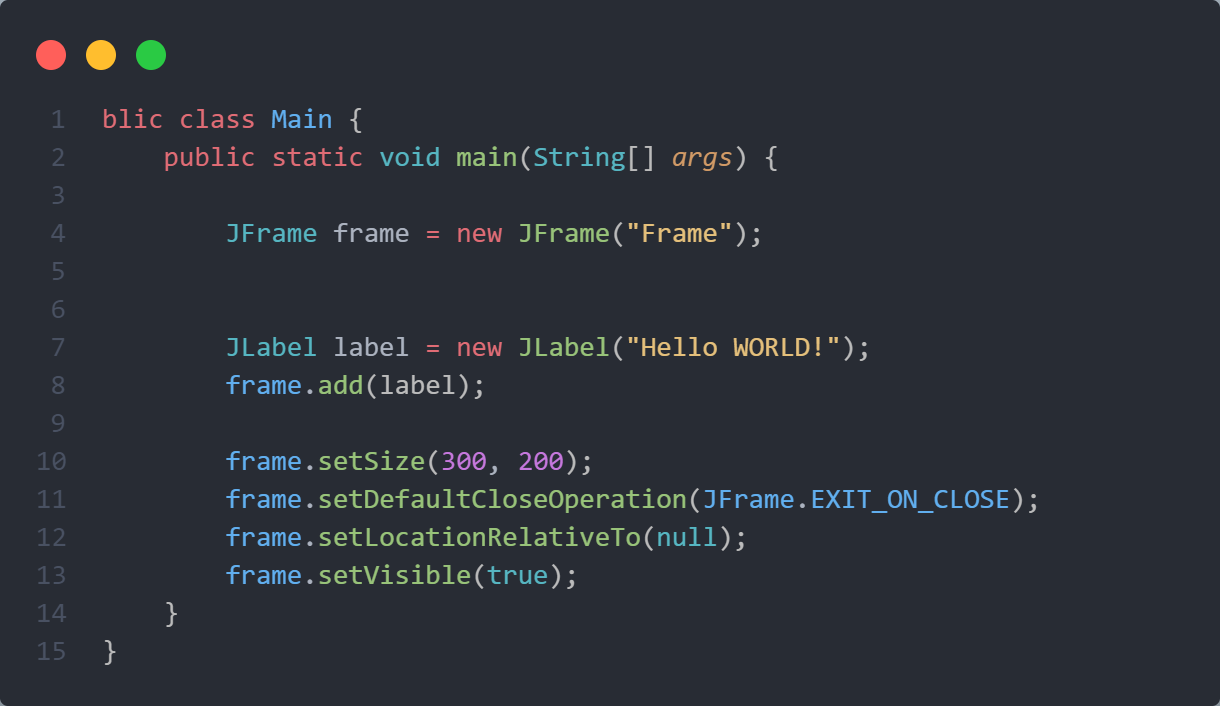 1 blic class Main {
2     public static void main(String[] args) {
3
4         JFrame frame = new JFrame("Frame");
5
6
7         JLabel label = new JLabel("Hello WORLD!");
8         frame.add(label);
9
10         frame.setSize(300, 200);
11         frame.setDefaultCloseOperation(JFrame.EXIT_ON_CLOSE);
12         frame.setLocationRelativeTo(null);
13         frame.setVisible(true);
14     }
15 }